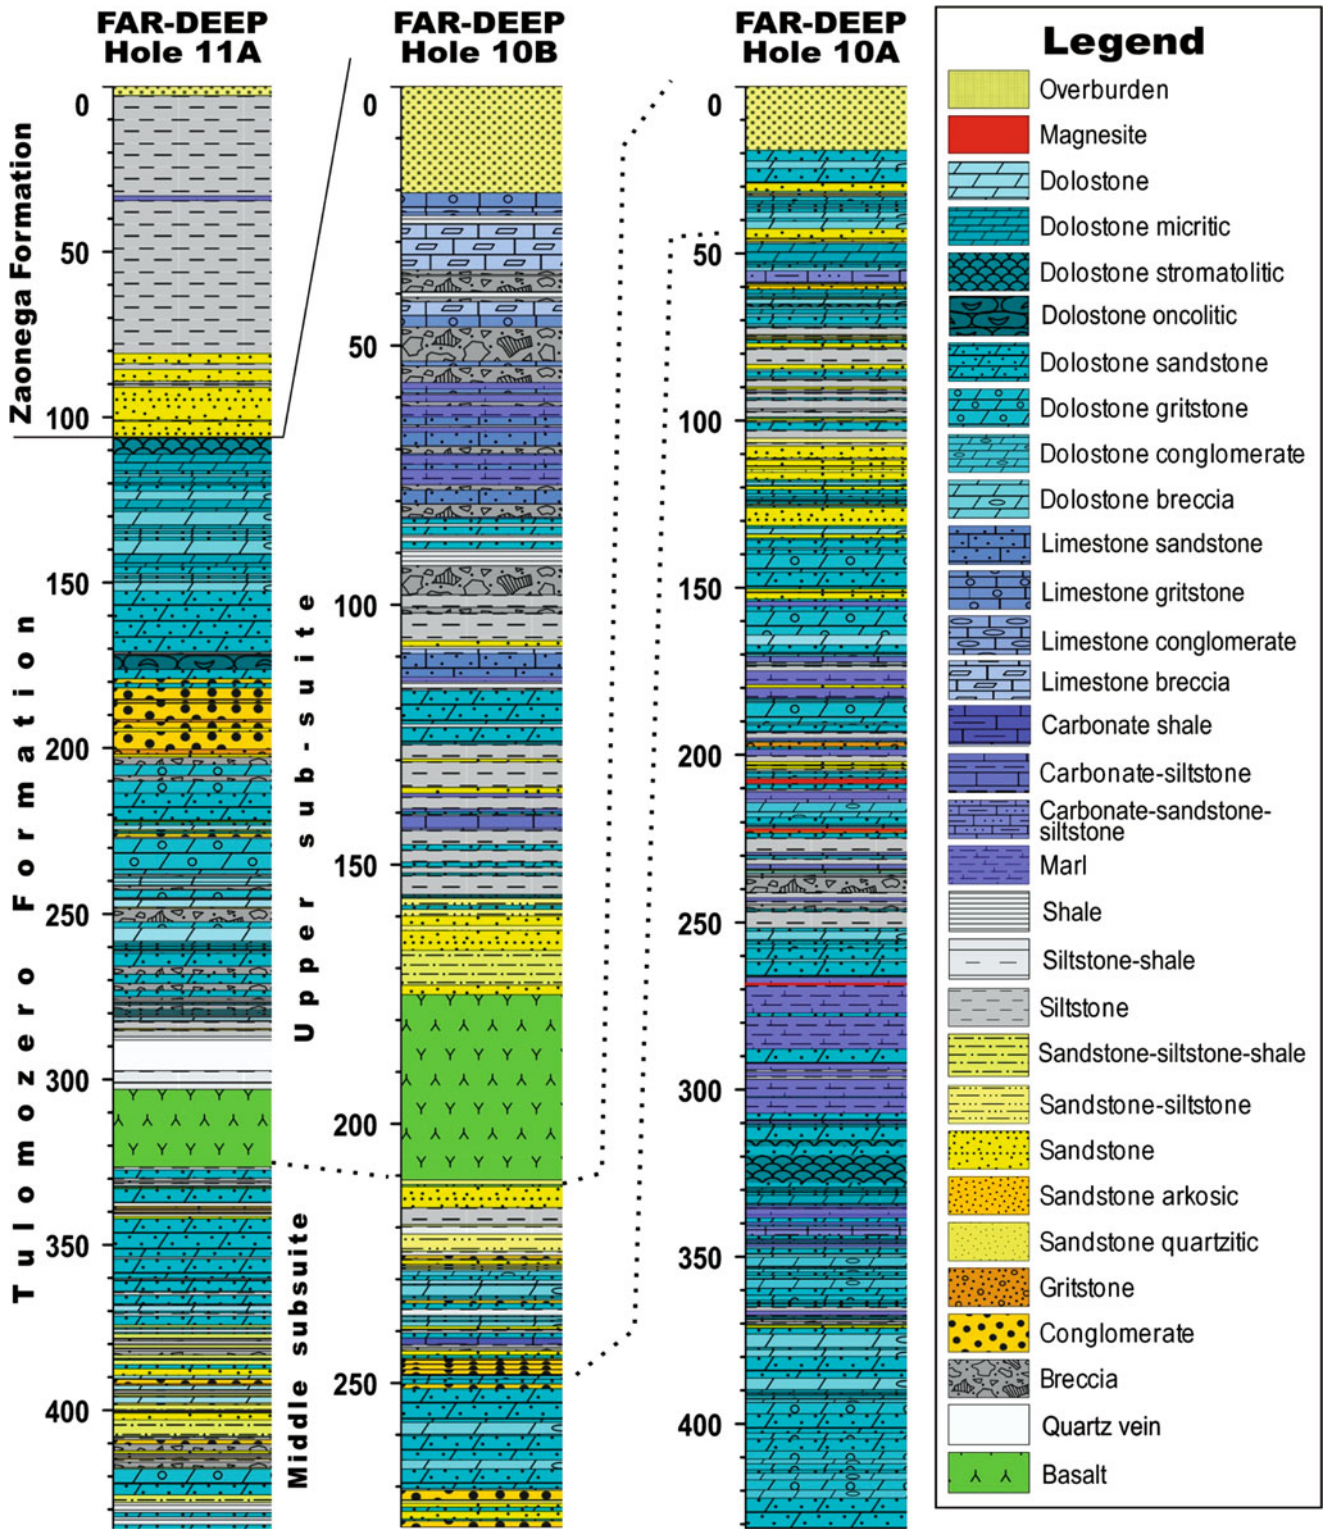 FAR-DEEP
Hole 11A
FAR-DEEP
Hole 10B
FAR-DEEP
Hole 10A
Zaonega Formation
Tulomozero Formation
0
50
100
150
200
250
300
350
400
Upper sub-suite
Middle subsuite
0
50
100
150
200
250
0
50
100
150
200
250
300
350
400
Legend
Overburden
Magnesite
Dolostone
Dolostone micritic
Dolostone stromatolitic
Dolostone oncolitic
Dolostone sandstone
Dolostone gritstone
Dolostone conglomerate
Dolostone breccia
Limestone sandstone
Limestone gritstone
Limestone conglomerate
Limestone breccia
Carbonate shale
Carbonate-siltstone
Carbonate-sandstone-
siltstone
Marl
Shale
Siltstone-shale
Siltstone
Sandstone-siltstone-shale
Sandstone-siltstone
Sandstone
Sandstone arkosic
Sandstone quartzitic
Gritstone
Conglomerate
Breccia
Quartz vein
Basalt